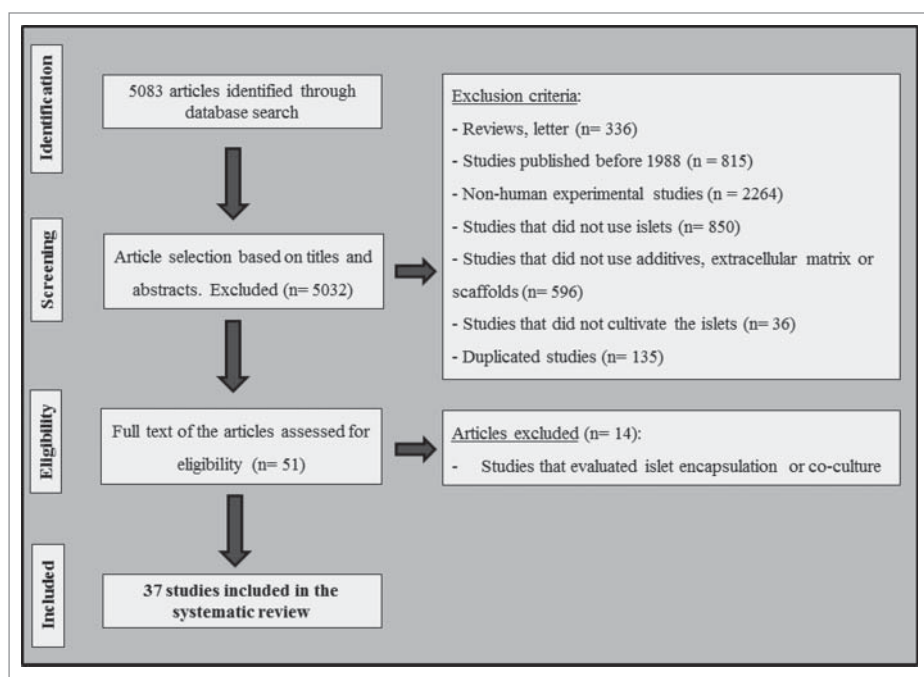 Identification
5083 articles identified through
database search
Exclusion criteria:
- Reviews, letter (n= 336)
- Studies published before 1988 (n = 815)
- Non-human experimental studies (n = 2264)
- Studies that did not use islets (n= 850)
- Studies that did not use additives, extracellular matrix or
scaffolds (n= 596)
- Studies that did not cultivate the islets (n= 36)
- Duplicated studies (n= 135)
Screening
Article selection based on titles and
abstracts. Excluded (n= 5032)
Eligibility
Full text of the articles assessed for
eligibility (n= 51)
Articles excluded (n= 14):
- Studies that evaluated islet encapsulation or co-culture
Included
37 studies included in the
systematic review